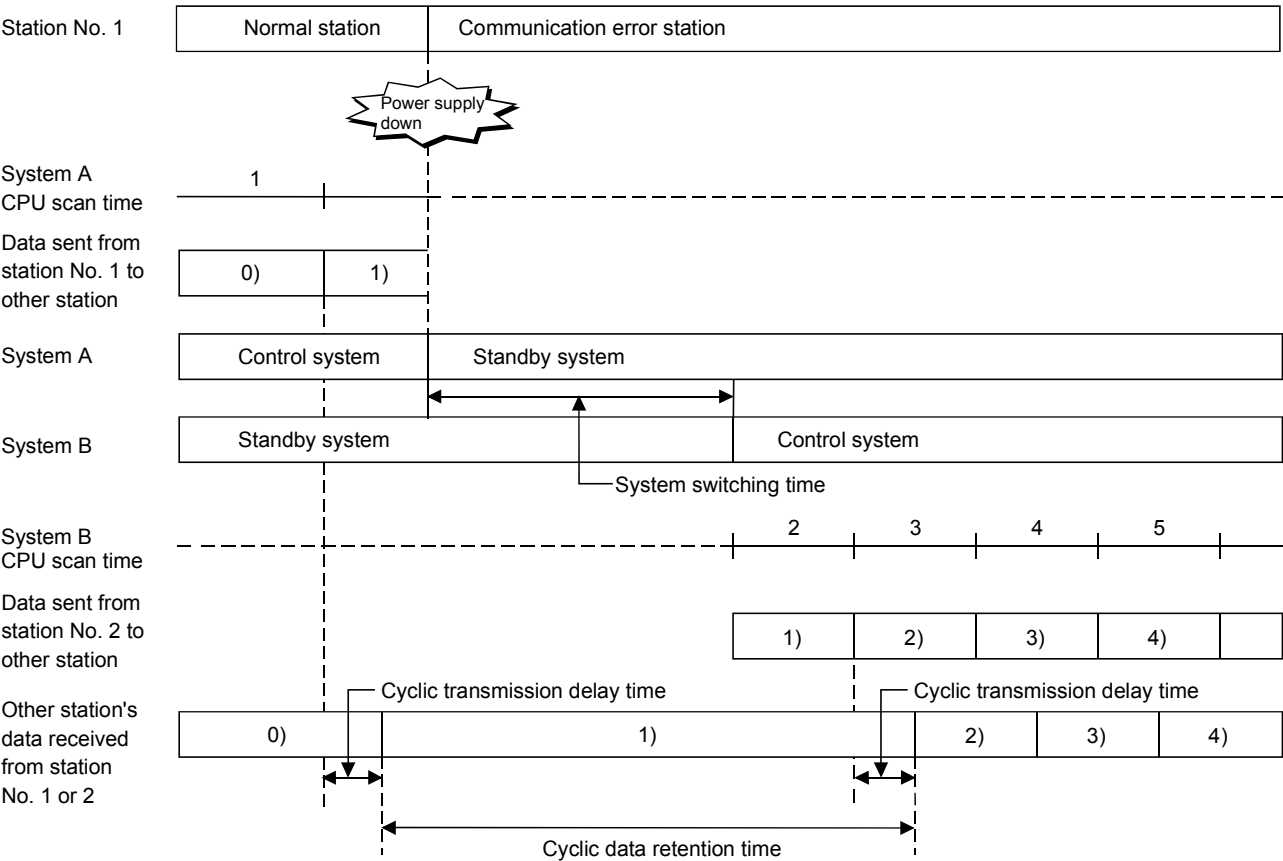 Station No. 1
Normal station
Communication error station
Power supply
down
System A
CPU scan time
1
Data sent from
station No. 1 to
other station
0)
1)
System A
Control system
Standby system
System B
Standby system
Control system
System switching time
System B
CPU scan time
2
3
4
5
Data sent from
station No. 2 to
other station
1)
2)
3)
4)
Cyclic transmission delay time
Cyclic transmission delay time
Other station's
data received
from station
No. 1 or 2
0)
1)
2)
3)
4)
Cyclic data retention time